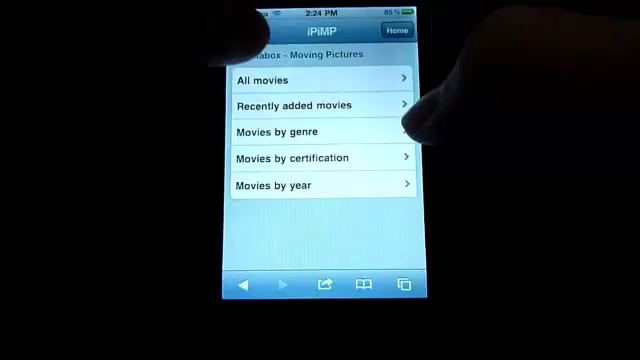 2:24 PM 85%
iPiMP Home
- Moving Pictures
All movies
Recently added movies
Movies by genre
Movies by certification
Movies by year